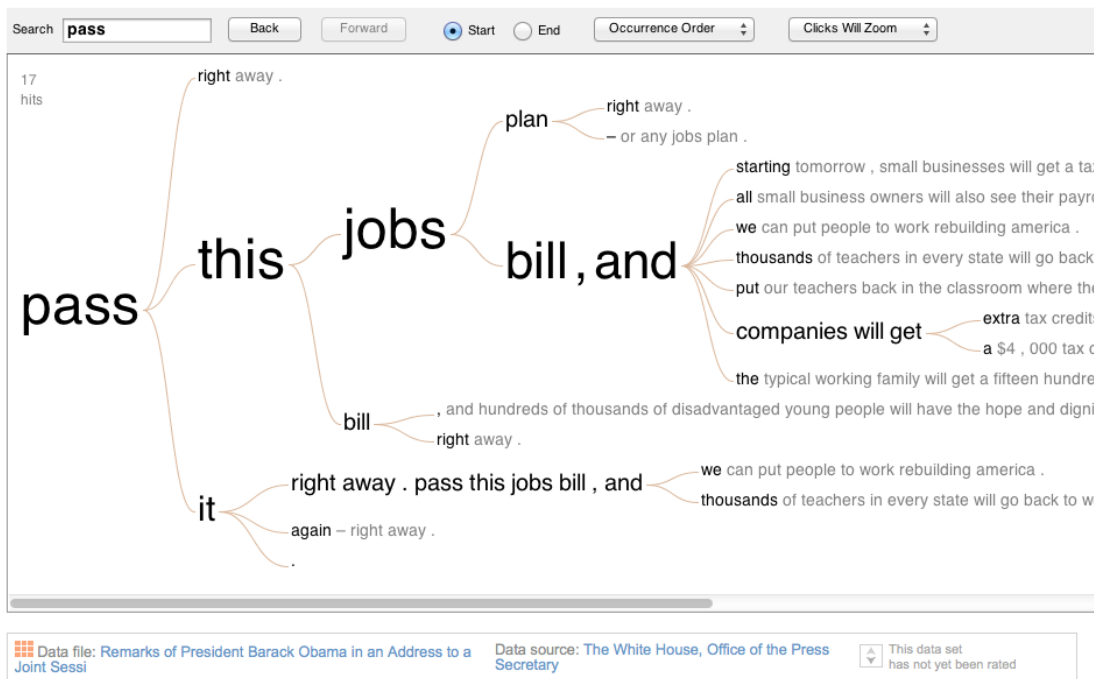 Search pass Back Forward Start End Occurrence Order Clicks Will Zoom
17
hits
right away .
plan
right away .
– or any jobs plan .
this
jobs
bill , and
starting tomorrow , small businesses will get a ta
all small business owners will also see their payr
we can put people to work rebuilding america .
thousands of teachers in every state will go back
put our teachers back in the classroom where the
companies will get
extra tax credit
a $4 , 000 tax
the typical working family will get a fifteen hundre
pass
bill
, and hundreds of thousands of disadvantaged young people will have the hope and digni
right away .
it
right away . pass this jobs bill , and
we can put people to work rebuilding america .
thousands of teachers in every state will go back to w
again – right away .
.
Data file: Remarks of President Barack Obama in an Address to a
Joint Sessi
Data source: The White House, Office of the Press
Secretary
This data set
has not yet been rated